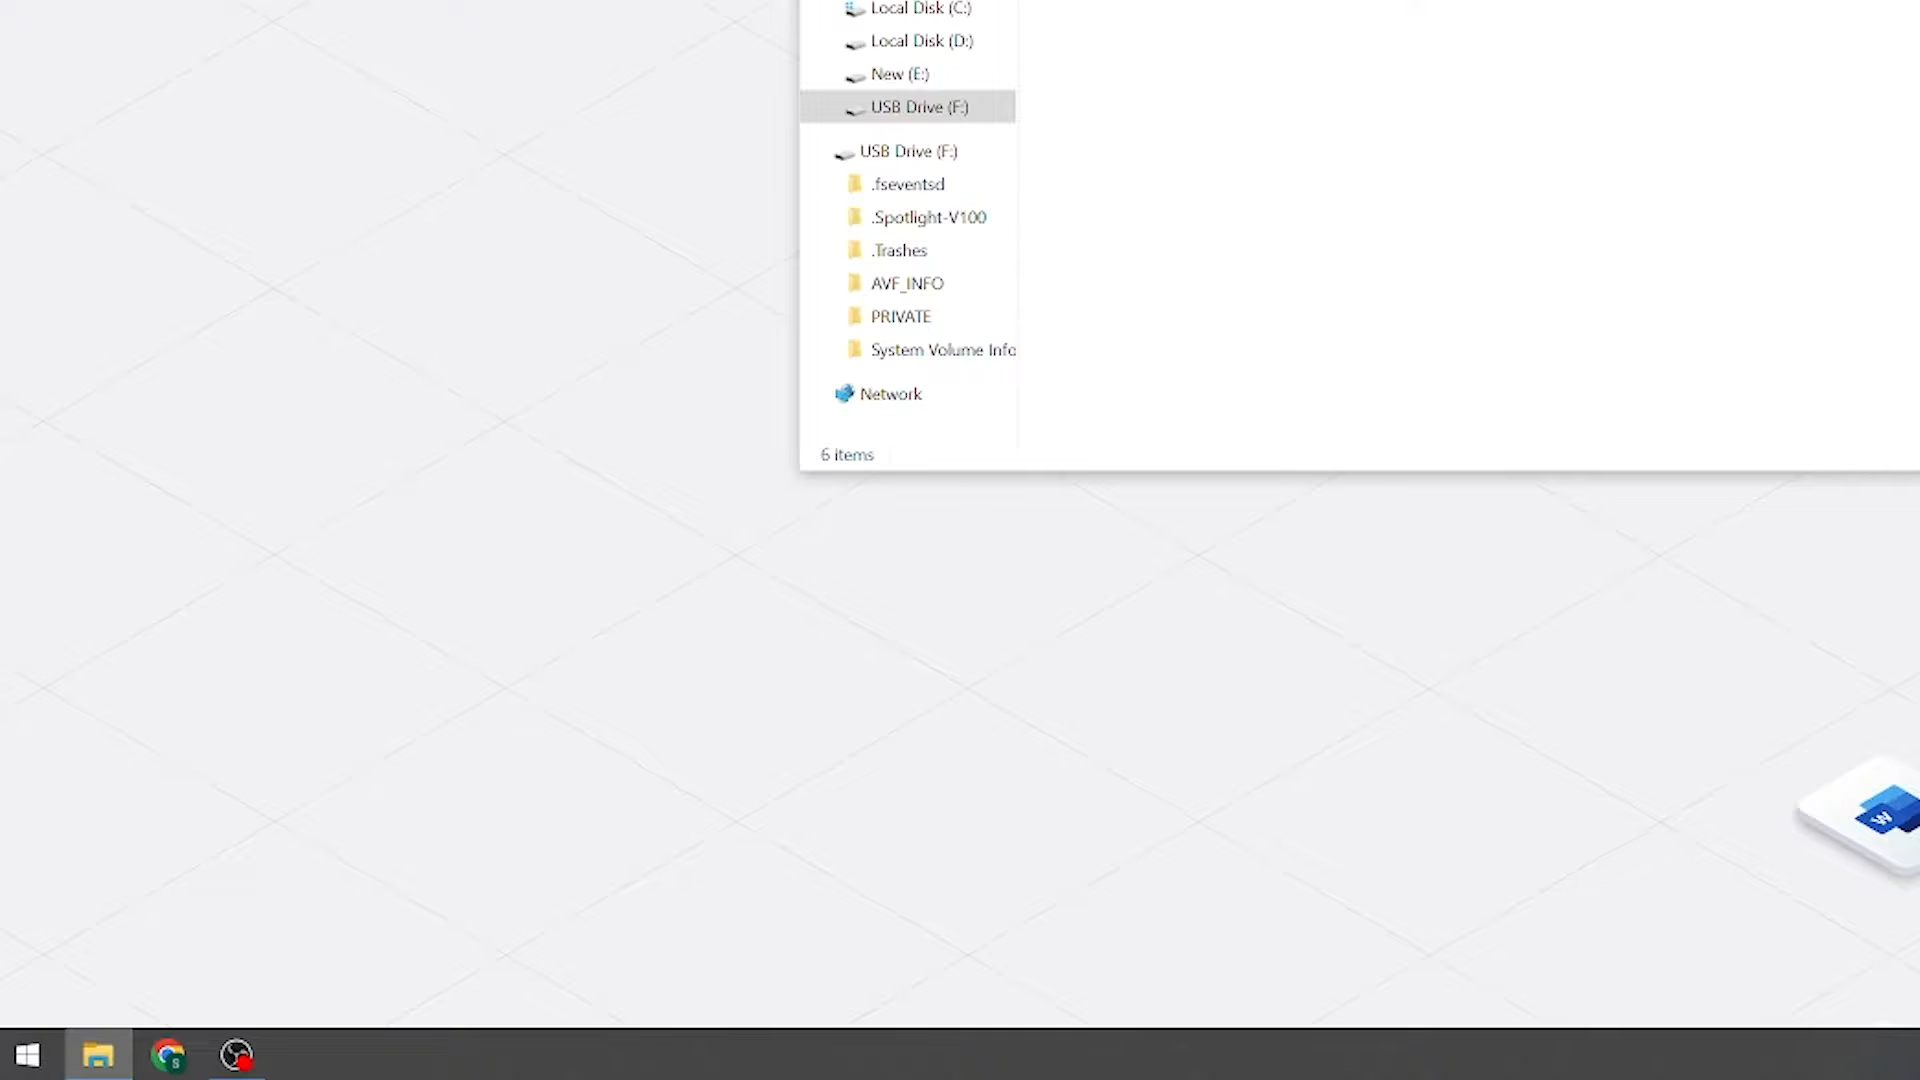 Local Disk (C:)
Local Disk (D:)
New (E:)
USB Drive (F:)
USB Drive (F:)
.fseventsd
.Spotlight-V100
.Trashes
AVF_INFO
PRIVATE
System Volume Info
Network
6 items
W
S